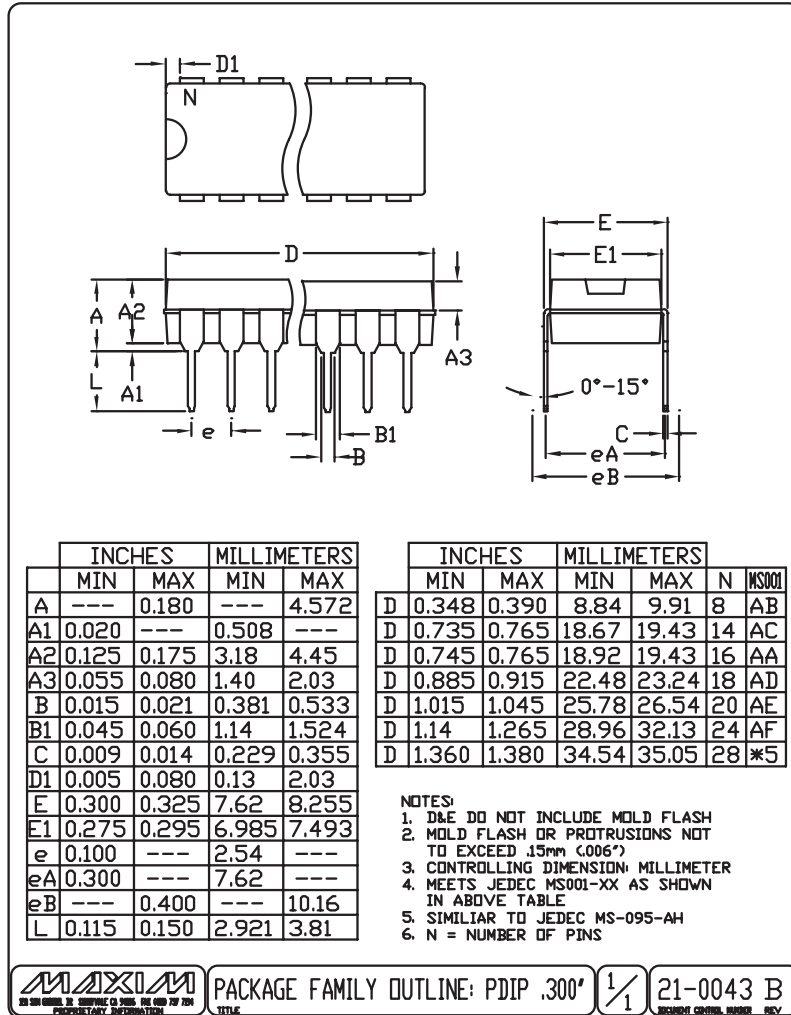 D1
N
D
E
E1
A
A2
A3
L
A1
0°-15°
e
B1
B
C
eA
eB
INCHES MILLIMETERS
MIN MAX MIN MAX
A --- 0.180 --- 4.572
A1 0.020 --- 0.508 ---
A2 0.125 0.175 3.18 4.45
A3 0.055 0.080 1.40 2.03
B 0.015 0.021 0.381 0.533
B1 0.045 0.060 1.14 1.524
C 0.009 0.014 0.229 0.355
D1 0.005 0.080 0.13 2.03
E 0.300 0.325 7.62 8.255
E1 0.275 0.295 6.985 7.493
e 0.100 --- 2.54 ---
eA 0.300 --- 7.62 ---
eB --- 0.400 --- 10.16
L 0.115 0.150 2.921 3.81
INCHES MILLIMETERS
MIN MAX MIN MAX N MS001
D 0.348 0.390 8.84 9.91 8 AB
D 0.735 0.765 18.67 19.43 14 AC
D 0.745 0.765 18.92 19.43 16 AA
D 0.885 0.915 22.48 23.24 18 AD
D 1.015 1.045 25.78 26.54 20 AE
D 1.14 1.265 28.96 32.13 24 AF
D 1.360 1.380 34.54 35.05 28 *5
NOTES:
1. D&E DO NOT INCLUDE MOLD FLASH
2. MOLD FLASH OR PROTRUSIONS NOT
TO EXCEED .15mm (.006")
3. CONTROLLING DIMENSION: MILLIMETER
4. MEETS JEDEC MS001-XX AS SHOWN
IN ABOVE TABLE
5. SIMILIAR TO JEDEC MS-095-AH
6. N = NUMBER OF PINS
MAXIM
PROPRIETARY INFORMATION
PACKAGE FAMILY OUTLINE: PDIP .300"
TITLE
1/1
21-0043 B
DOCUMENT CONTROL NUMBER REV